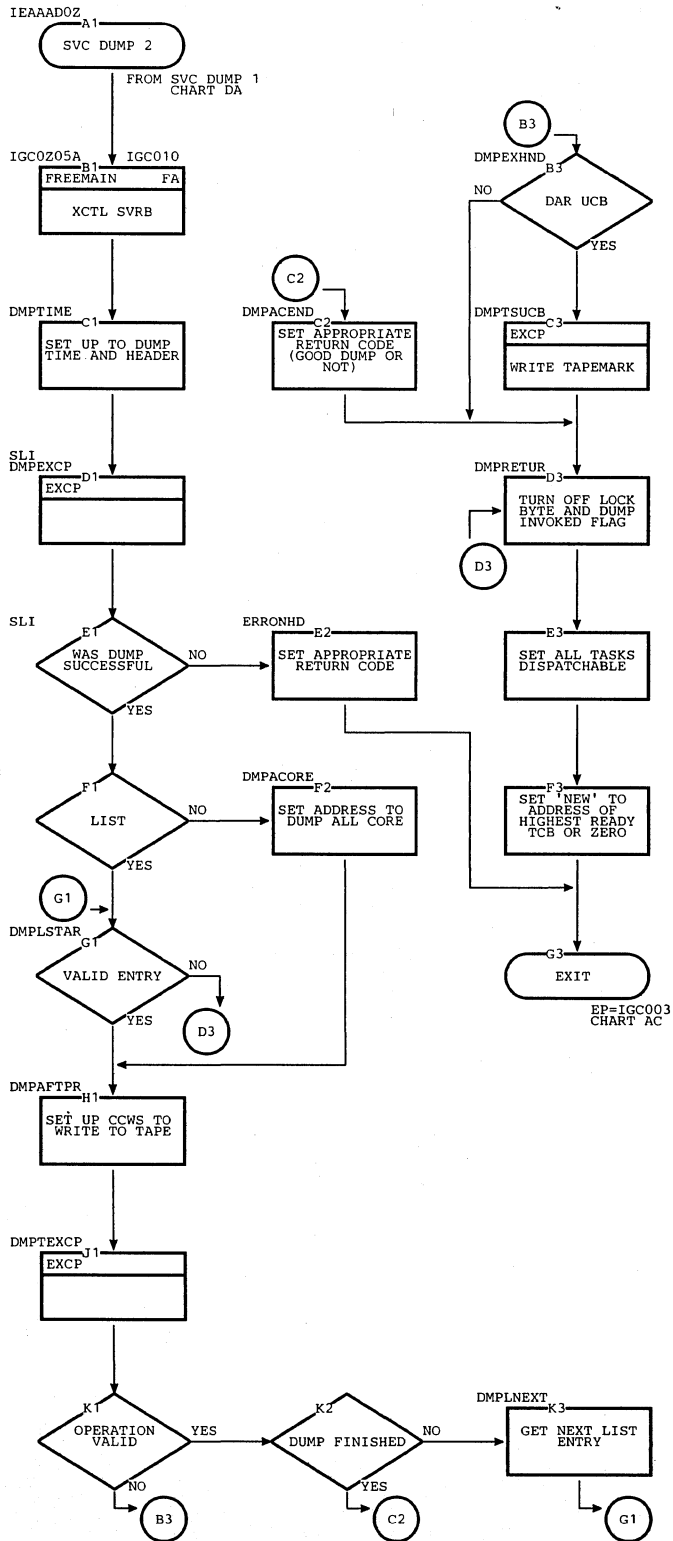 IEAAAD0Z
A1
SVC DUMP 2
FROM SVC DUMP 1
CHART DA
IGC0Z05A
IGC010
B1
FREEMAIN FA
XCTL SVRB
DMPTIME
C1
SET UP TO DUMP
TIME AND HEADER
SLI
DMPEXCP
D1
EXCP
SLI
E1
WAS DUMP
SUCCESSFUL
NO
YES
ERRONHD
E2
SET APPROPRIATE
RETURN CODE
F1
LIST
NO
YES
DMPACORE
F2
SET ADDRESS TO
DUMP ALL CORE
G1
DMPLSTAR
G1
VALID ENTRY
NO
YES
D3
DMPAFTPR
H1
SET UP CCWS TO
WRITE TO TAPE
DMPTEXCP
J1
EXCP
K1
OPERATION
VALID
YES
NO
B3
K2
DUMP FINISHED
NO
YES
C2
DMPLNEXT
K3
GET NEXT LIST
ENTRY
G1
B3
DMPEXHND
B3
DAR UCB
NO
YES
C2
DMPACEND
C2
SET APPROPRIATE
RETURN CODE
(GOOD DUMP OR
NOT)
DMPTSUCB
C3
EXCP
WRITE TAPEMARK
DMPRETUR
D3
TURN OFF LOCK
BYTE AND DUMP
INVOKED FLAG
D3
E3
SET ALL TASKS
DISPATCHABLE
F3
SET 'NEW' TO
ADDRESS OF
HIGHEST READY
TCB OR ZERO
G3
EXIT
EP=IGC003
CHART AC